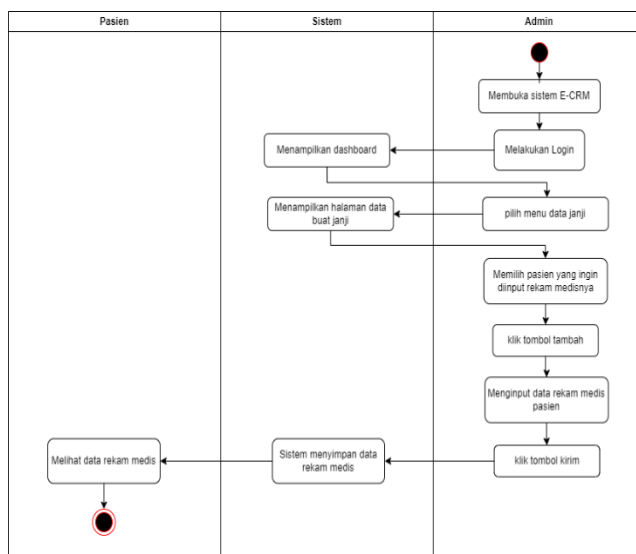 Pasien
Sistem
Admin
Membuka sistem E-CRM
Melakukan Login
Menampilkan dashboard
pilih menu data janji
Menampilkan halaman data
buat janji
Memilih pasien yang ingin
diinput rekam medisnya
klik tombol tambah
Menginput data rekam medis
pasien
klik tombol kirim
Sistem menyimpan data
rekam medis
Melihat data rekam medis